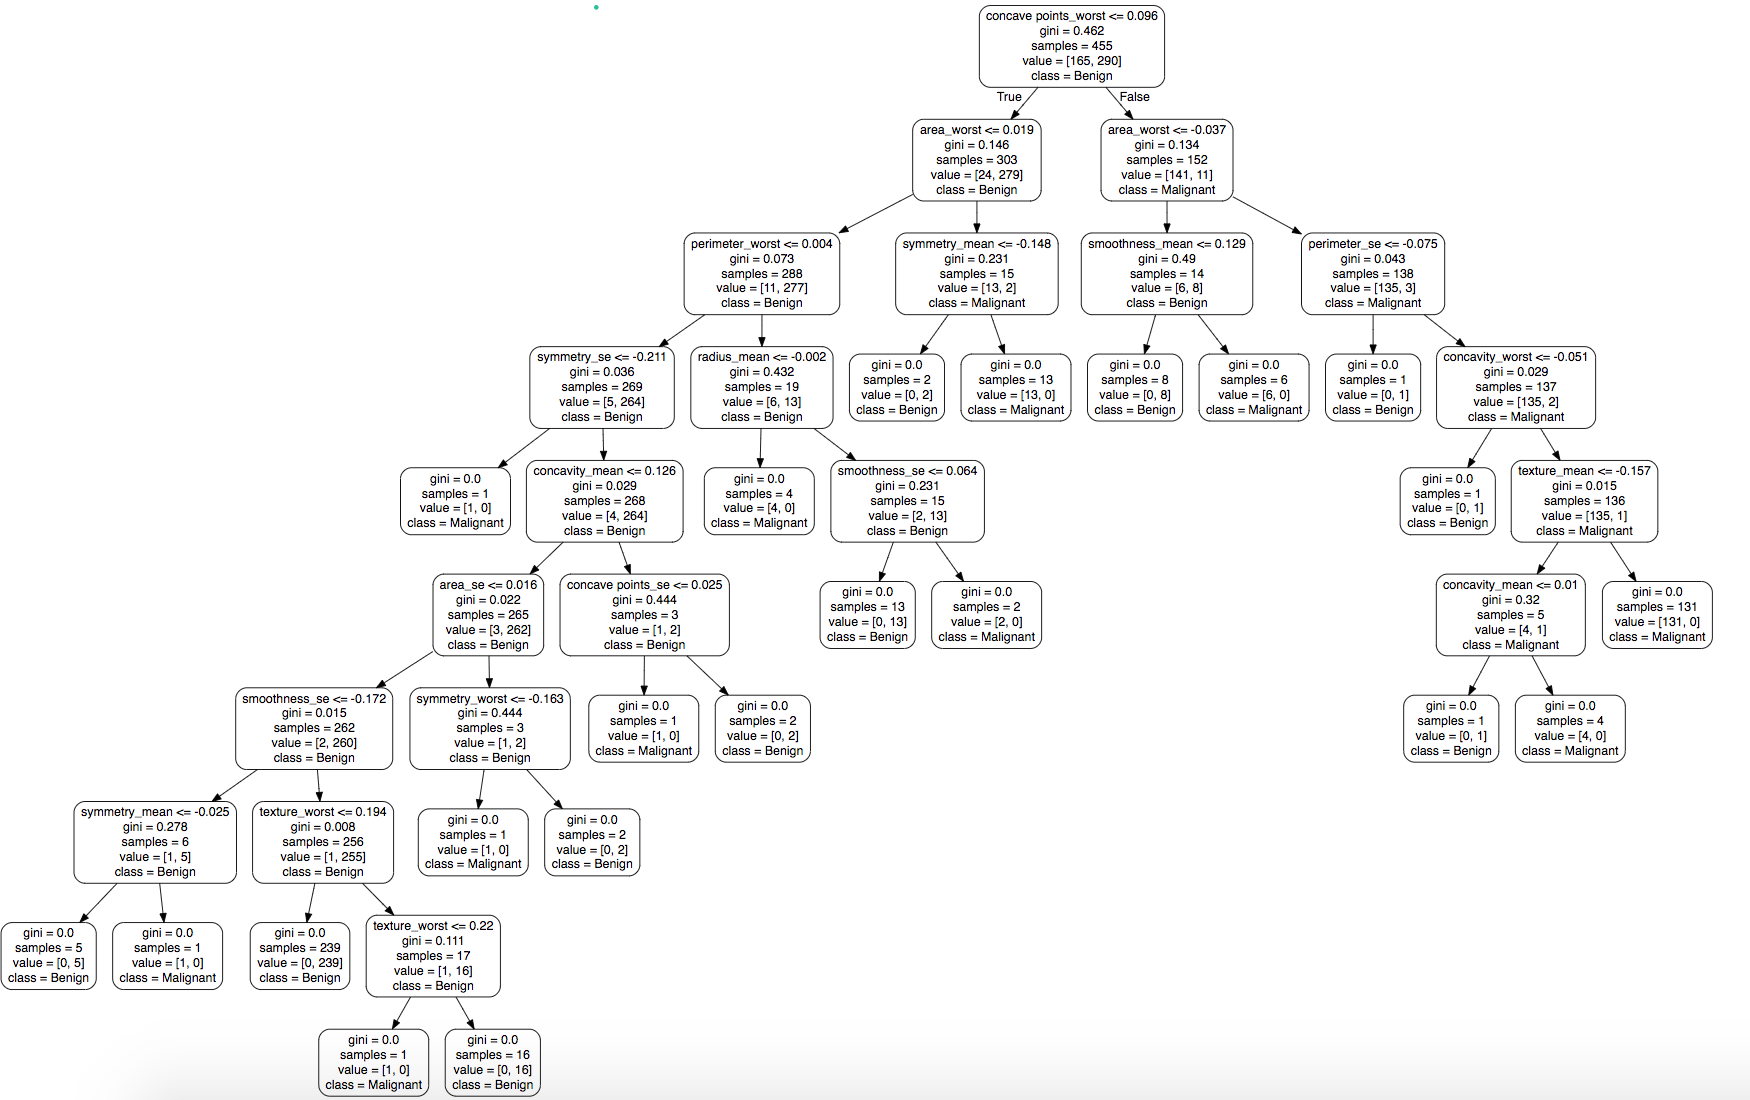 concave points_worst <= 0.096
gini = 0.462
samples = 455
value = [165, 290]
class = Benign
True
False
area_worst <= 0.019
gini = 0.146
samples = 303
value = [24, 279]
class = Benign
area_worst <= -0.037
gini = 0.134
samples = 152
value = [141, 11]
class = Malignant
perimeter_worst <= 0.004
gini = 0.073
samples = 288
value = [11, 277]
class = Benign
symmetry_mean <= -0.148
gini = 0.231
samples = 15
value = [13, 2]
class = Malignant
smoothness_mean <= 0.129
gini = 0.49
samples = 14
value = [6, 8]
class = Benign
perimeter_se <= -0.075
gini = 0.043
samples = 138
value = [135, 3]
class = Malignant
symmetry_se <= -0.211
gini = 0.036
samples = 269
value = [5, 264]
class = Benign
radius_mean <= -0.002
gini = 0.432
samples = 19
value = [6, 13]
class = Benign
gini = 0.0
samples = 2
value = [0, 2]
class = Benign
gini = 0.0
samples = 13
value = [13, 0]
class = Malignant
gini = 0.0
samples = 8
value = [0, 8]
class = Benign
gini = 0.0
samples = 6
value = [6, 0]
class = Malignant
gini = 0.0
samples = 1
value = [0, 1]
class = Benign
concavity_worst <= -0.051
gini = 0.029
samples = 137
value = [135, 2]
class = Malignant
gini = 0.0
samples = 1
value = [1, 0]
class = Malignant
concavity_mean <= 0.126
gini = 0.029
samples = 268
value = [4, 264]
class = Benign
gini = 0.0
samples = 4
value = [4, 0]
class = Malignant
smoothness_se <= 0.064
gini = 0.231
samples = 15
value = [2, 13]
class = Benign
gini = 0.0
samples = 1
value = [0, 1]
class = Benign
texture_mean <= -0.157
gini = 0.015
samples = 136
value = [135, 1]
class = Malignant
area_se <= 0.016
gini = 0.022
samples = 265
value = [3, 262]
class = Benign
concave points_se <= 0.025
gini = 0.444
samples = 3
value = [1, 2]
class = Benign
gini = 0.0
samples = 13
value = [0, 13]
class = Benign
gini = 0.0
samples = 2
value = [2, 0]
class = Malignant
concavity_mean <= 0.01
gini = 0.32
samples = 5
value = [4, 1]
class = Malignant
gini = 0.0
samples = 131
value = [131, 0]
class = Malignant
smoothness_se <= -0.172
gini = 0.015
samples = 262
value = [2, 260]
class = Benign
symmetry_worst <= -0.163
gini = 0.444
samples = 3
value = [1, 2]
class = Benign
gini = 0.0
samples = 1
value = [1, 0]
class = Malignant
gini = 0.0
samples = 2
value = [0, 2]
class = Benign
gini = 0.0
samples = 1
value = [0, 1]
class = Benign
gini = 0.0
samples = 4
value = [4, 0]
class = Malignant
symmetry_mean <= -0.025
gini = 0.278
samples = 6
value = [1, 5]
class = Benign
texture_worst <= 0.194
gini = 0.008
samples = 256
value = [1, 255]
class = Benign
gini = 0.0
samples = 1
value = [1, 0]
class = Malignant
gini = 0.0
samples = 2
value = [0, 2]
class = Benign
gini = 0.0
samples = 5
value = [0, 5]
class = Benign
gini = 0.0
samples = 1
value = [1, 0]
class = Malignant
gini = 0.0
samples = 239
value = [0, 239]
class = Benign
texture_worst <= 0.22
gini = 0.111
samples = 17
value = [1, 16]
class = Benign
gini = 0.0
samples = 1
value = [1, 0]
class = Malignant
gini = 0.0
samples = 16
value = [0, 16]
class = Benign